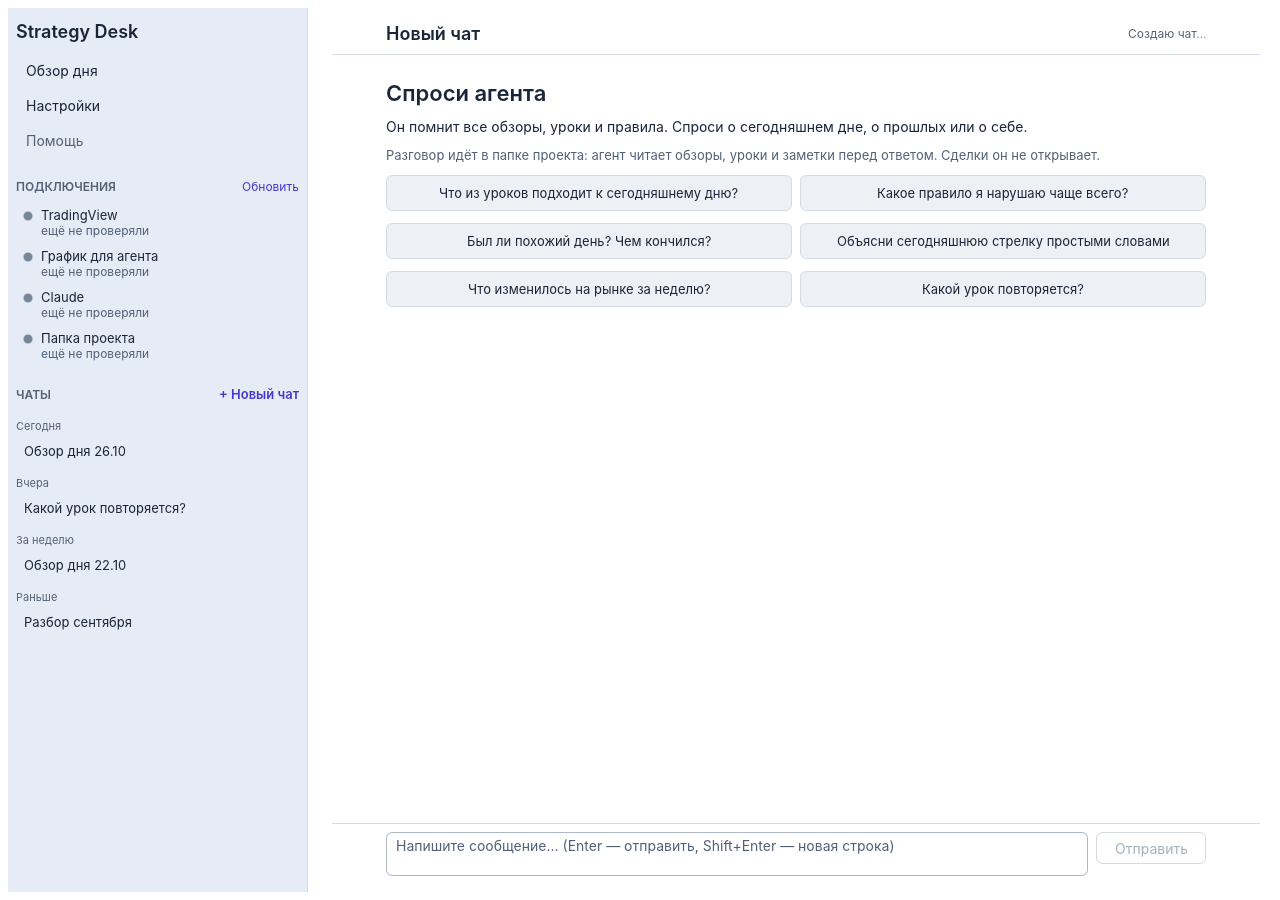 Strategy Desk
Обзор дня
Настройки
Помощь
ПОДКЛЮЧЕНИЯ
Обновить
TradingView
ещё не проверяли
График для агента
ещё не проверяли
Claude
ещё не проверяли
Папка проекта
ещё не проверяли
ЧАТЫ
+ Новый чат
Сегодня
Обзор дня 26.10
Вчера
Какой урок повторяется?
За неделю
Обзор дня 22.10
Раньше
Разбор сентября
Новый чат
Создаю чат…
Спроси агента
Он помнит все обзоры, уроки и правила. Спроси о сегодняшнем дне, о прошлых или о себе.
Разговор идёт в папке проекта: агент читает обзоры, уроки и заметки перед ответом. Сделки он не открывает.
Что из уроков подходит к сегодняшнему дню?
Какое правило я нарушаю чаще всего?
Был ли похожий день? Чем кончился?
Объясни сегодняшнюю стрелку простыми словами
Что изменилось на рынке за неделю?
Какой урок повторяется?
Напишите сообщение… (Enter — отправить, Shift+Enter — новая строка)
Отправить